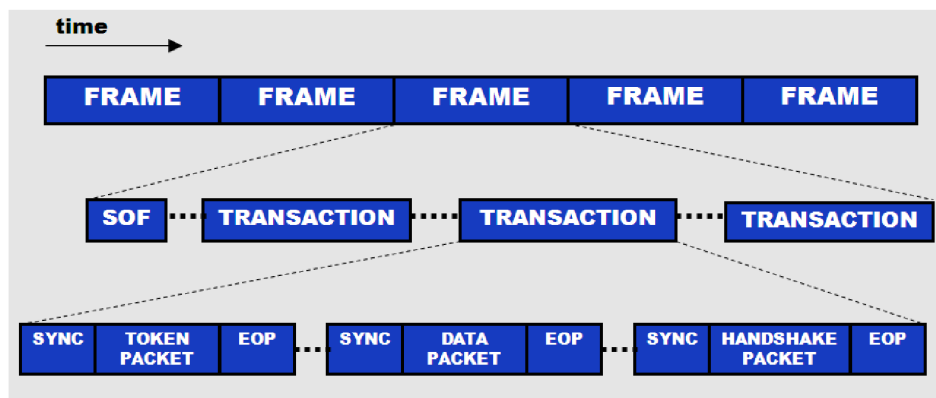 time
FRAME FRAME FRAME FRAME FRAME
SOF TRANSACTION TRANSACTION TRANSACTION
SYNC TOKEN PACKET EOP SYNC DATA PACKET EOP SYNC HANDSHAKE PACKET EOP